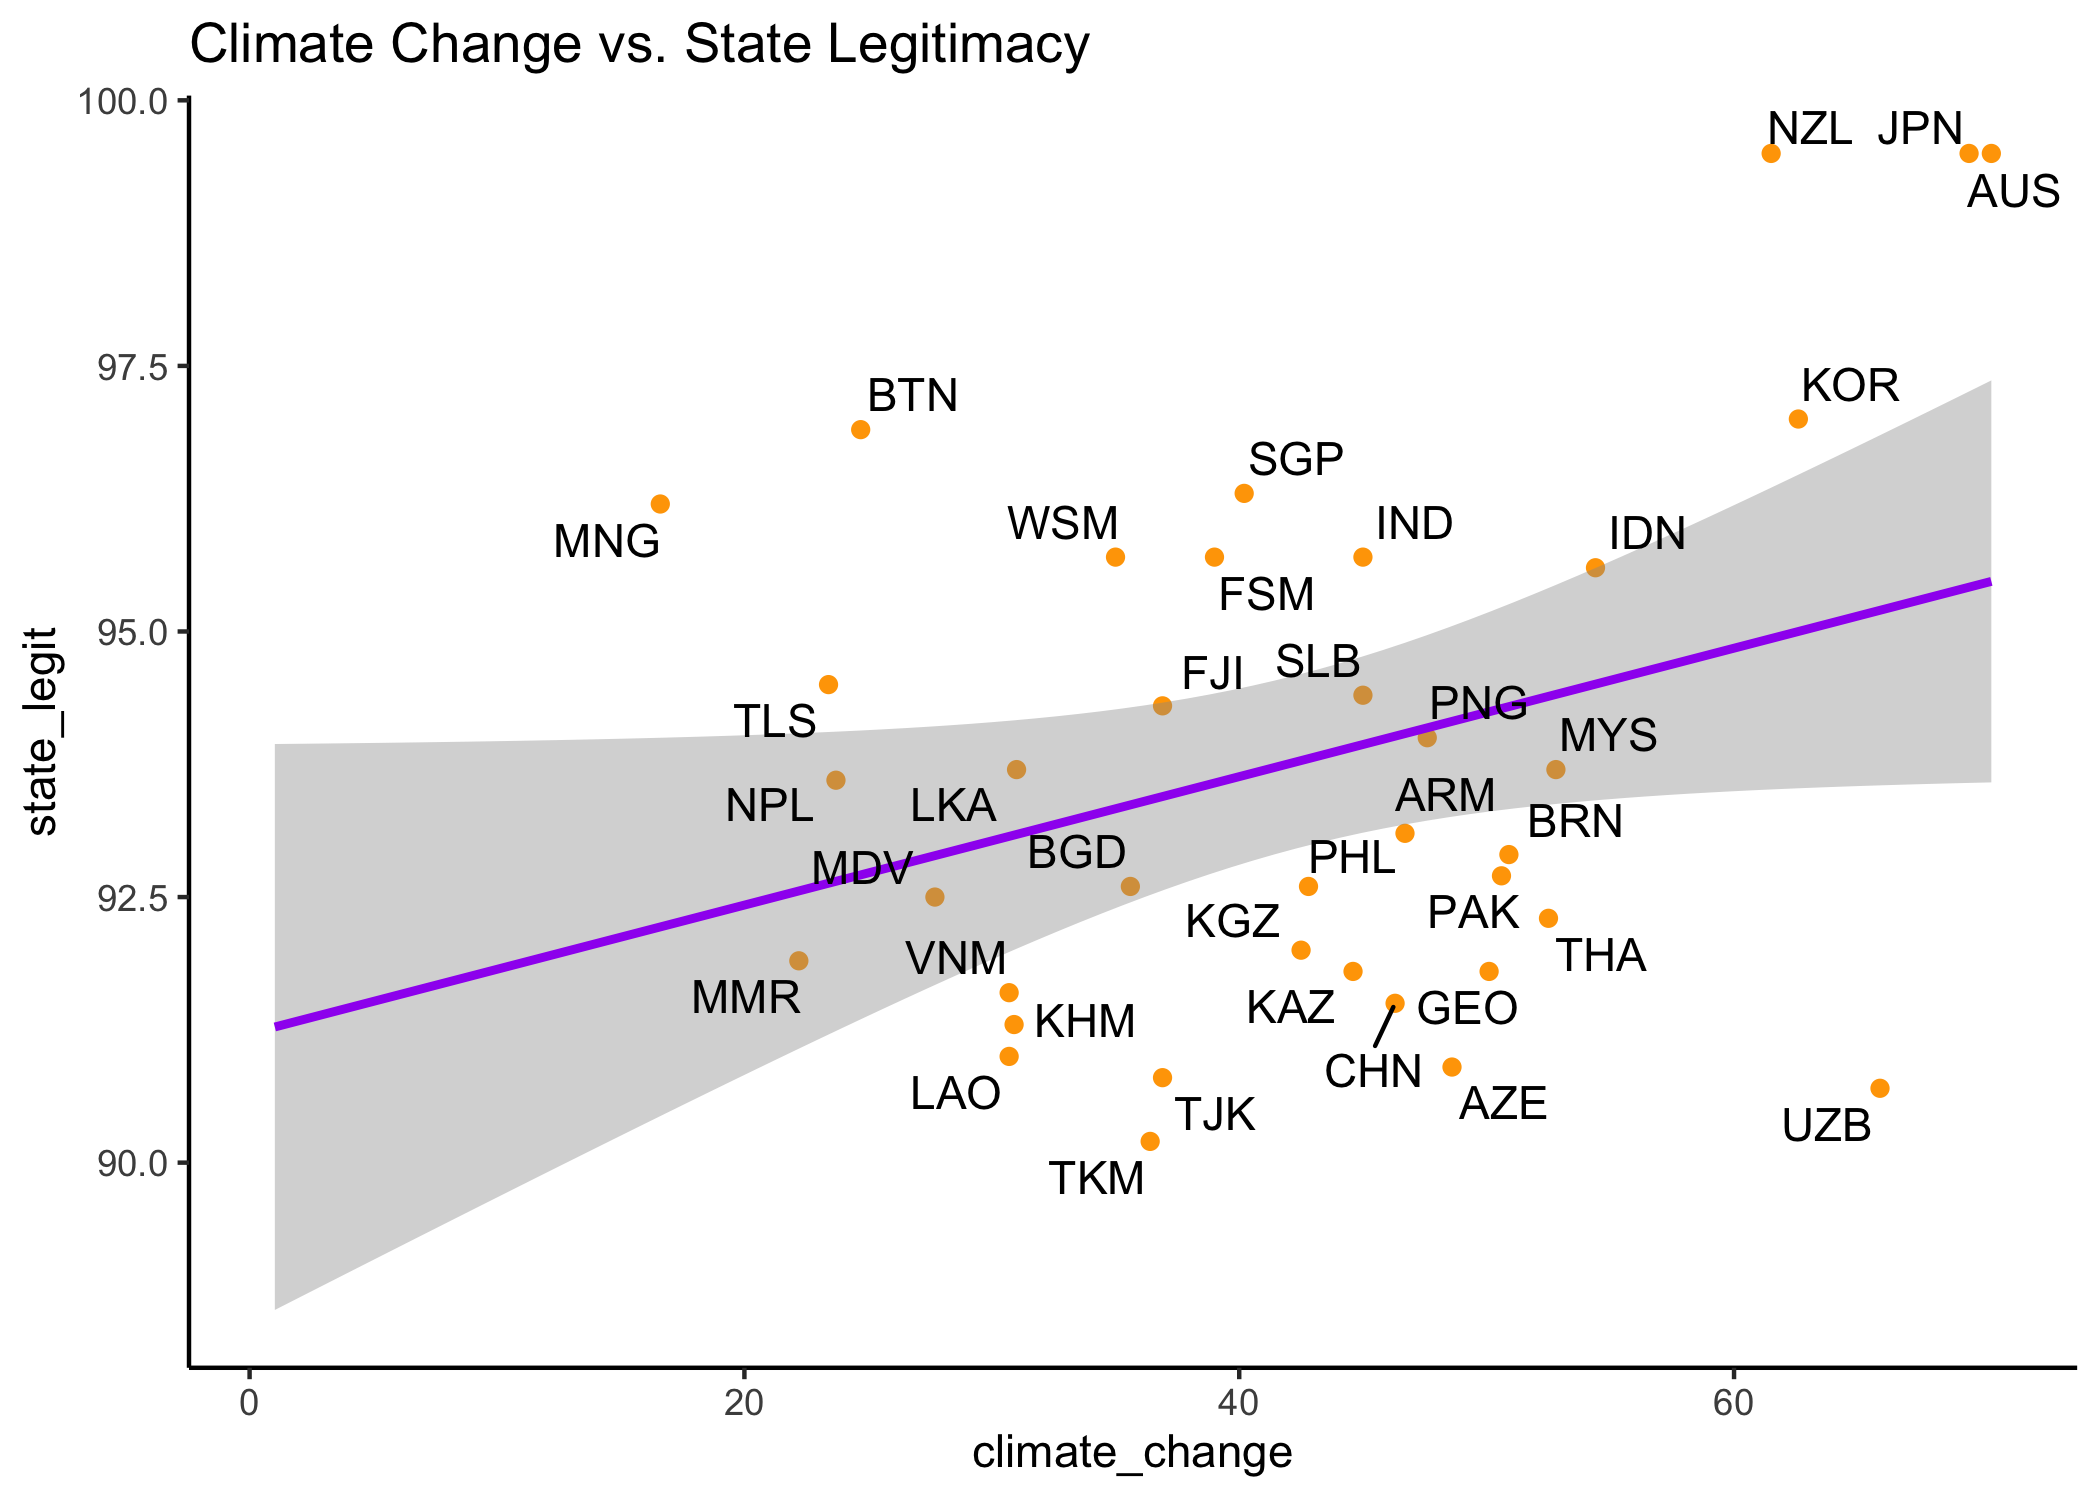 Climate Change vs. State Legitimacy
100.0
NZL JPN
AUS
97.5
KOR
BTN
SGP
MNG
WSM
IND
IDN
FSM
95.0
state_legit
FJI
SLB
PNG
TLS
MYS
NPL
LKA
ARM
BRN
MDV
BGD
PHL
92.5
KGZ
PAK
VNM
THA
MMR
KHM
KAZ
GEO
CHN
LAO
TJK
AZE
UZB
90.0
TKM
0
20
40
60
climate_change